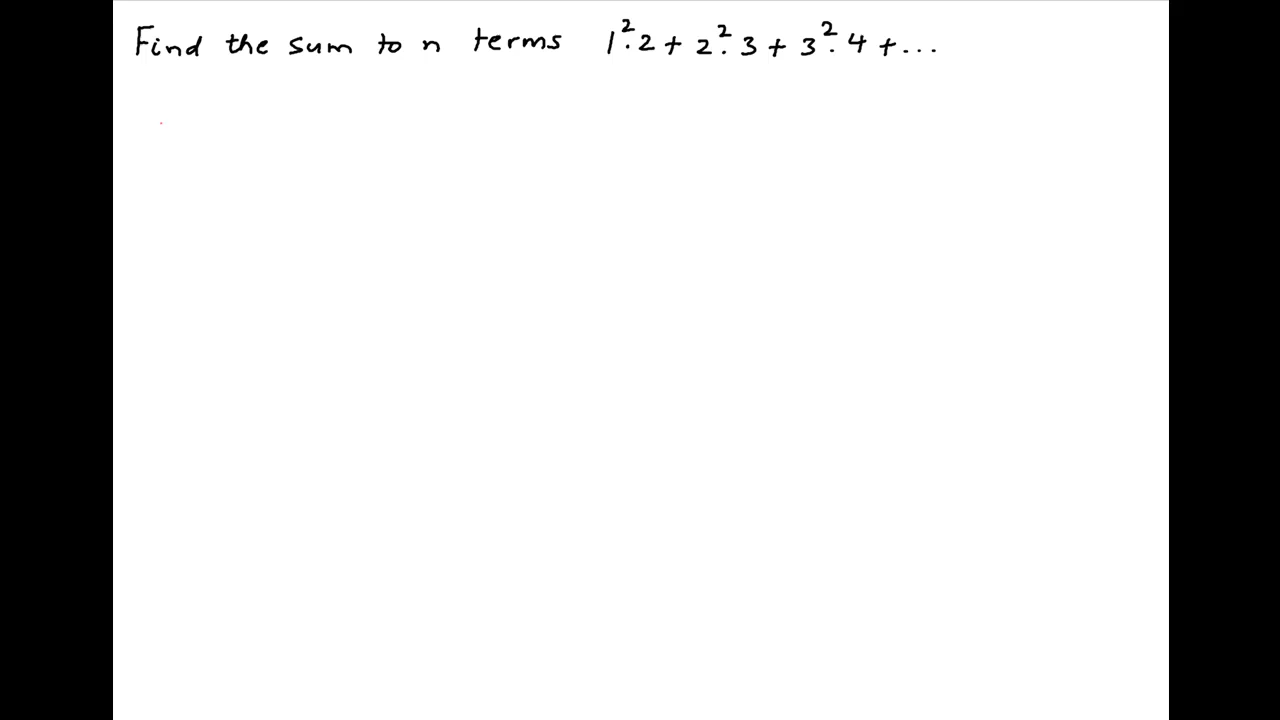 Find the sum to n terms 1².2 + 2².3 + 3².4 + ...